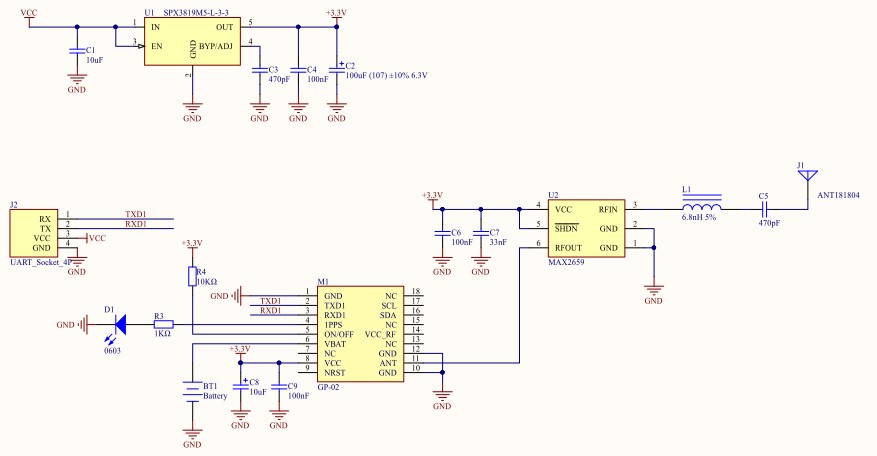 VCC
U1 SPX3819M5-L-3-3
+3.3V
1 IN OUT 5
3 EN BYP/ADJ 4
GND
2
C1
10uF
GND
GND
C3
470pF
GND
C4
100nF
GND
C2
100uF (107) ±10% 6.3V
GND
J2
RX 1 TXD1
TX 2 RXD1
VCC 3 VCC
GND 4
UART_Socket_4P
GND
+3.3V
R4
10KΩ
D1
GND
0603
R3
1KΩ
M1
GND
TXD1
RXD1
1 GND NC 18
2 TXD1 SCL 17
3 RXD1 SDA 16
4 1PPS NC 15
5 ON/OFF VCC_RF 14
6 VBAT NC 13
7 NC GND 12
8 VCC ANT 11
9 NRST GND 10
GP-02
+3.3V
BT1
Battery
GND
C8
10uF
GND
C9
100nF
GND
GND
+3.3V
C6
100nF
GND
C7
33nF
GND
U2
4 VCC RFIN 3
5 SHDN GND 2
6 RFOUT GND 1
MAX2659
GND
L1
6.8nH 5%
C5
470pF
J1
ANT181804